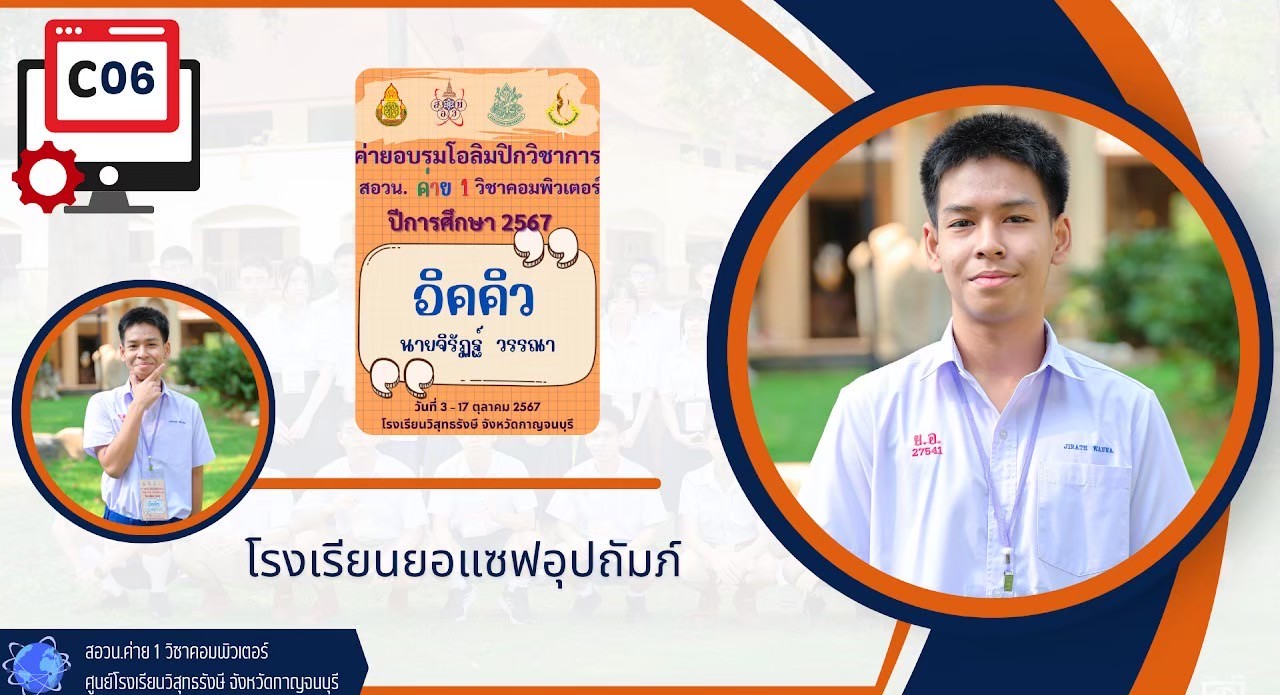 C06
ค่ายอบรมโอลิมปิกวิชาการ
สอวน. ค่าย 1 วิชาคอมพิวเตอร์
ปีการศึกษา 2567
อิคคิว
นายจิรัฏฐ์ วรรณา
วันที่ 3 - 17 ตุลาคม 2567
โรงเรียนวิสุทธรังษี จังหวัดกาญจนบุรี
ย.อ.
27541
JIRATH WANNA
โรงเรียนยอแซฟอุปถัมภ์
สอวน.ค่าย 1 วิชาคอมพิวเตอร์
ศูนย์โรงเรียนวิสุทธรังษี จังหวัดกาญจนบุรี